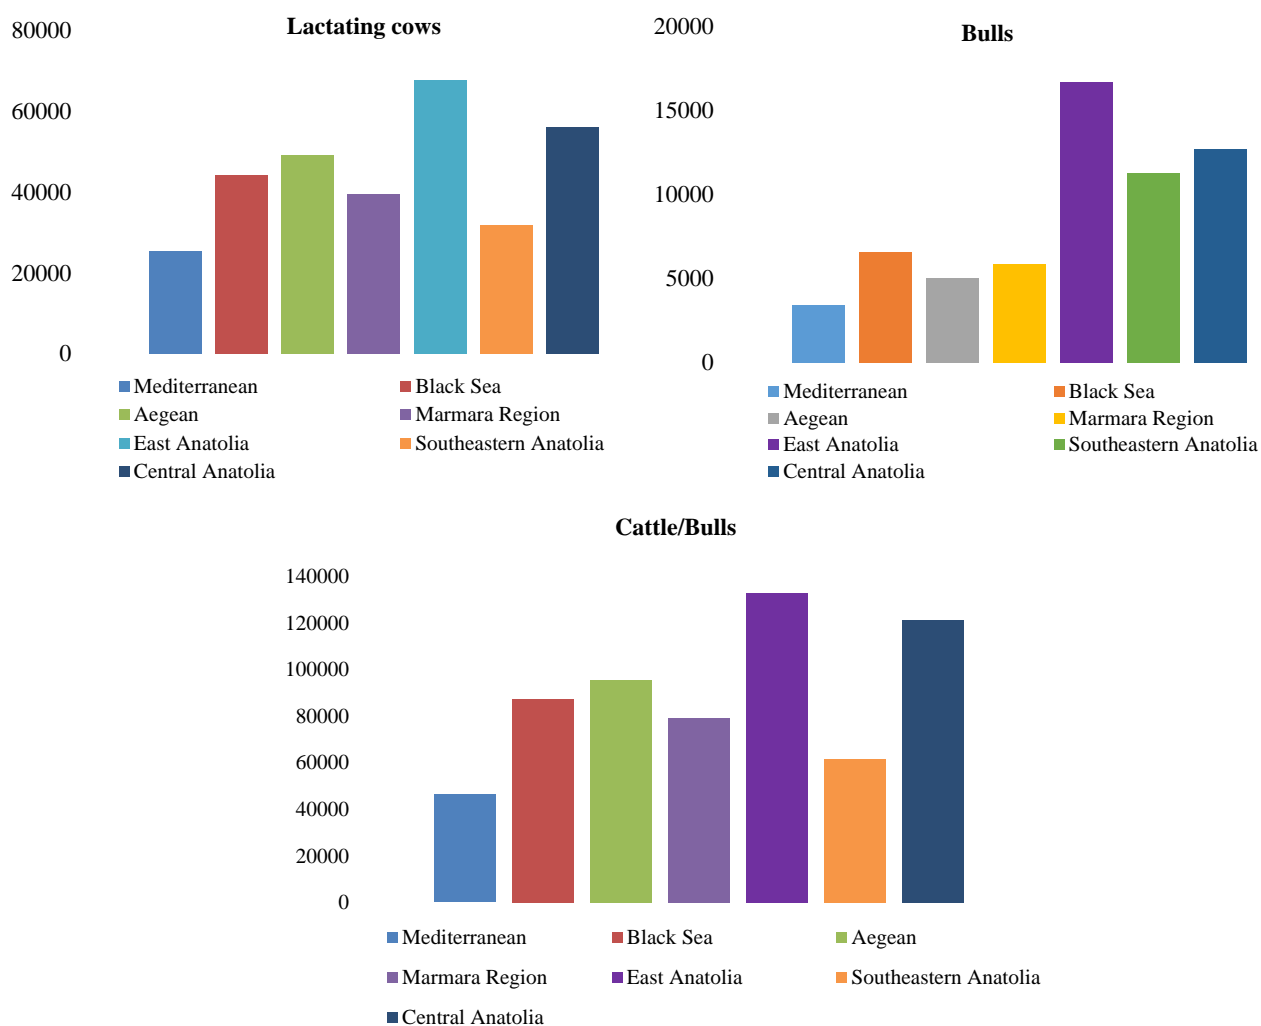 Lactating cows
80000
60000
40000
20000
0
Mediterranean Black Sea
Aegean Marmara Region
East Anatolia Southeastern Anatolia
Central Anatolia
Bulls
20000
15000
10000
5000
0
Mediterranean Black Sea
Aegean Marmara Region
East Anatolia Southeastern Anatolia
Central Anatolia
Cattle/Bulls
140000
120000
100000
80000
60000
40000
20000
0
Mediterranean Black Sea Aegean
Marmara Region East Anatolia Southeastern Anatolia
Central Anatolia